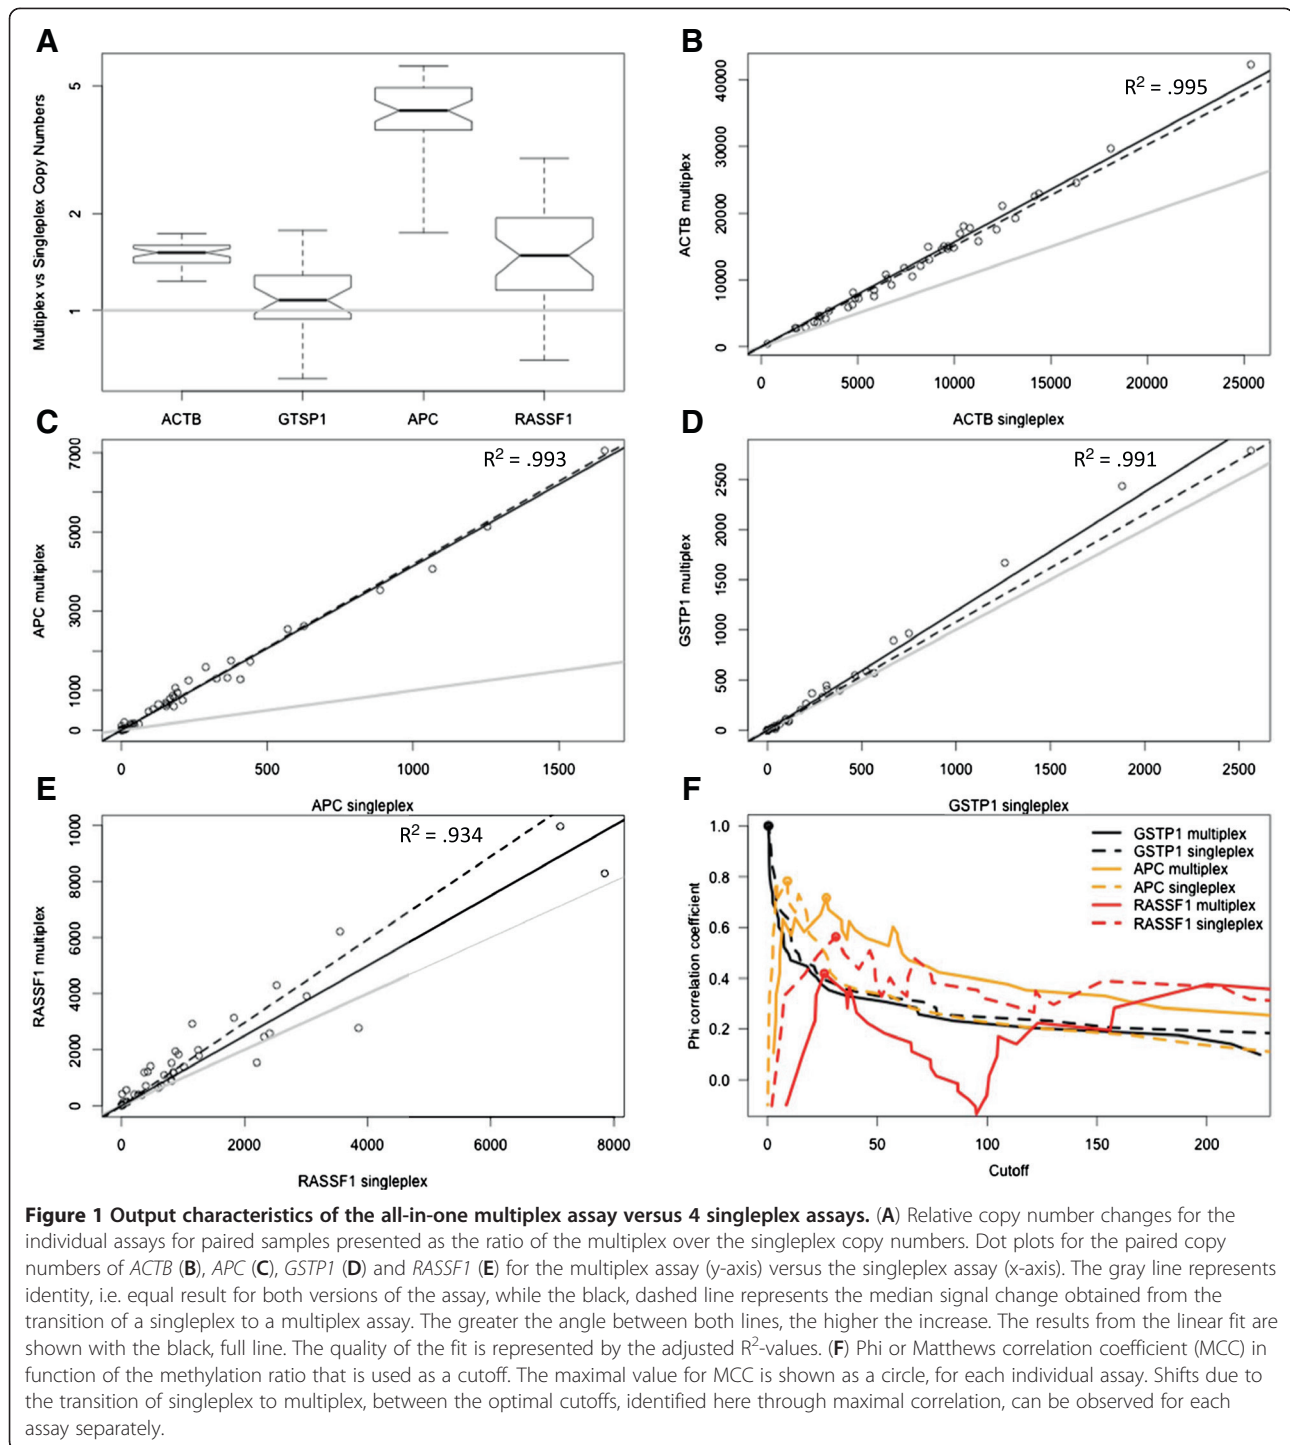 A
Multiplex vs Singleplex Copy Numbers
5
2
1
ACTB GTSP1 APC RASSF1
B
R² = .995
ACTB multiplex
40000
30000
20000
10000
0
0 5000 10000 15000 20000 25000
ACTB singleplex
C
R² = .993
APC multiplex
7000
5000
3000
1000
0
0 500 1000 1500
APC singleplex
D
R² = .991
GSTP1 multiplex
2500
2000
1500
1000
500
0
0 500 1000 1500 2000 2500
GSTP1 singleplex
E
R² = .934
RASSF1 multiplex
1000
8000
6000
4000
2000
0
0 2000 4000 6000 8000
RASSF1 singleplex
F
GSTP1 multiplex
GSTP1 singleplex
APC multiplex
APC singleplex
RASSF1 multiplex
RASSF1 singleplex
Phi correlation coefficient
1.0
0.8
0.6
0.4
0.2
0.0
0 50 100 150 200
Cutoff
Figure 1 Output characteristics of the all-in-one multiplex assay versus 4 singleplex assays. (A) Relative copy number changes for the
individual assays for paired samples presented as the ratio of the multiplex over the singleplex copy numbers. Dot plots for the paired copy
numbers of ACTB (B), APC (C), GSTP1 (D) and RASSF1 (E) for the multiplex assay (y-axis) versus the singleplex assay (x-axis). The gray line represents
identity, i.e. equal result for both versions of the assay, while the black, dashed line represents the median signal change obtained from the
transition of a singleplex to a multiplex assay. The greater the angle between both lines, the higher the increase. The results from the linear fit are
shown with the black, full line. The quality of the fit is represented by the adjusted R²-values. (F) Phi or Matthews correlation coefficient (MCC) in
function of the methylation ratio that is used as a cutoff. The maximal value for MCC is shown as a circle, for each individual assay. Shifts due to
the transition of singleplex to multiplex, between the optimal cutoffs, identified here through maximal correlation, can be observed for each
assay separately.